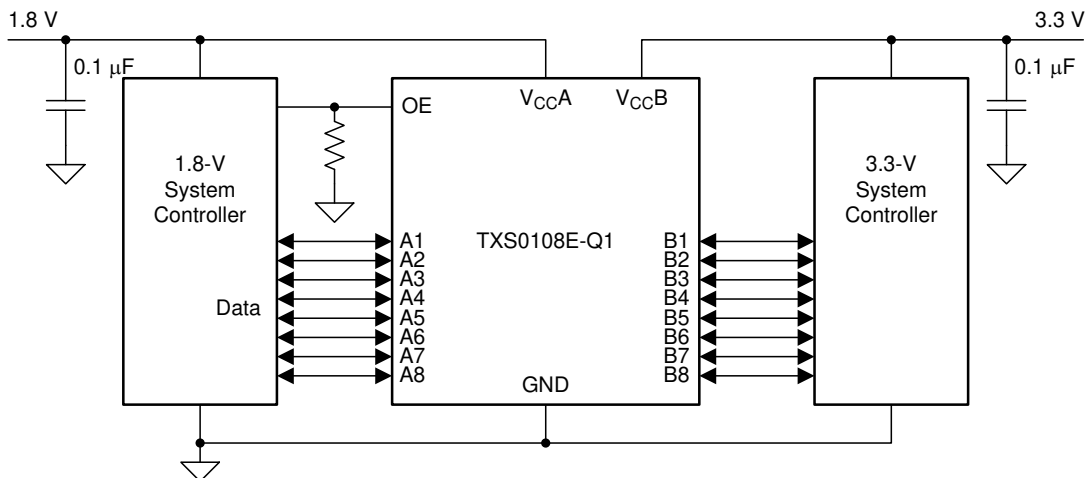 1.8 V
3.3 V
0.1 μF
0.1 μF
VCCA
VCCB
OE
1.8-V
System
Controller
3.3-V
System
Controller
TXS0108E-Q1
Data
A1
A2
A3
A4
A5
A6
A7
A8
B1
B2
B3
B4
B5
B6
B7
B8
GND